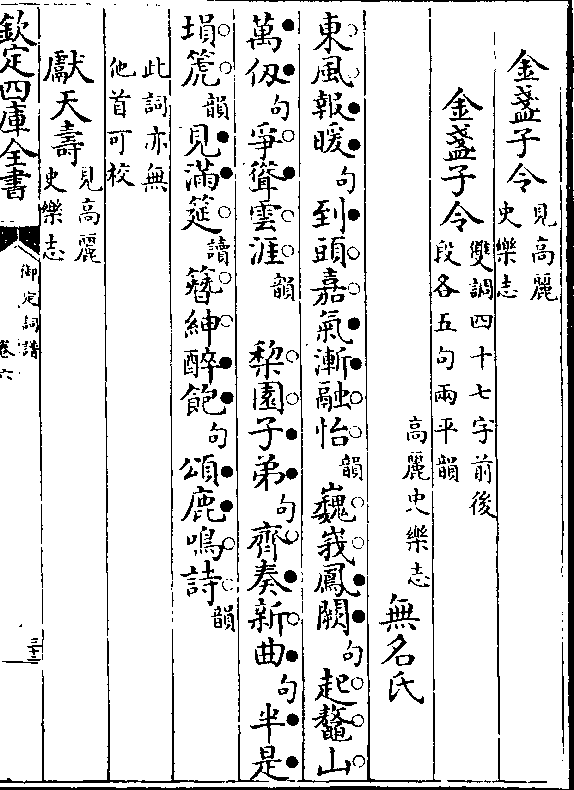 金盞子令見高麗
史樂志
金盞子令雙調四十七字前後
段各五句兩平韻
高麗史樂志 無名氏
東風報暖句到頭嘉氣漸融怡韻巍峩鳳闕句起鼇山
萬仭句爭聳雲涯韻 梨園子弟句齊奏新曲句半是
塤箎韻見滿筵讀簪紳醉飽句頌鹿鳴詩韻
此詞亦無
他首可校
獻天壽見高麗
史樂志
欽定四庫全書
御定詞譜
卷六
三十三